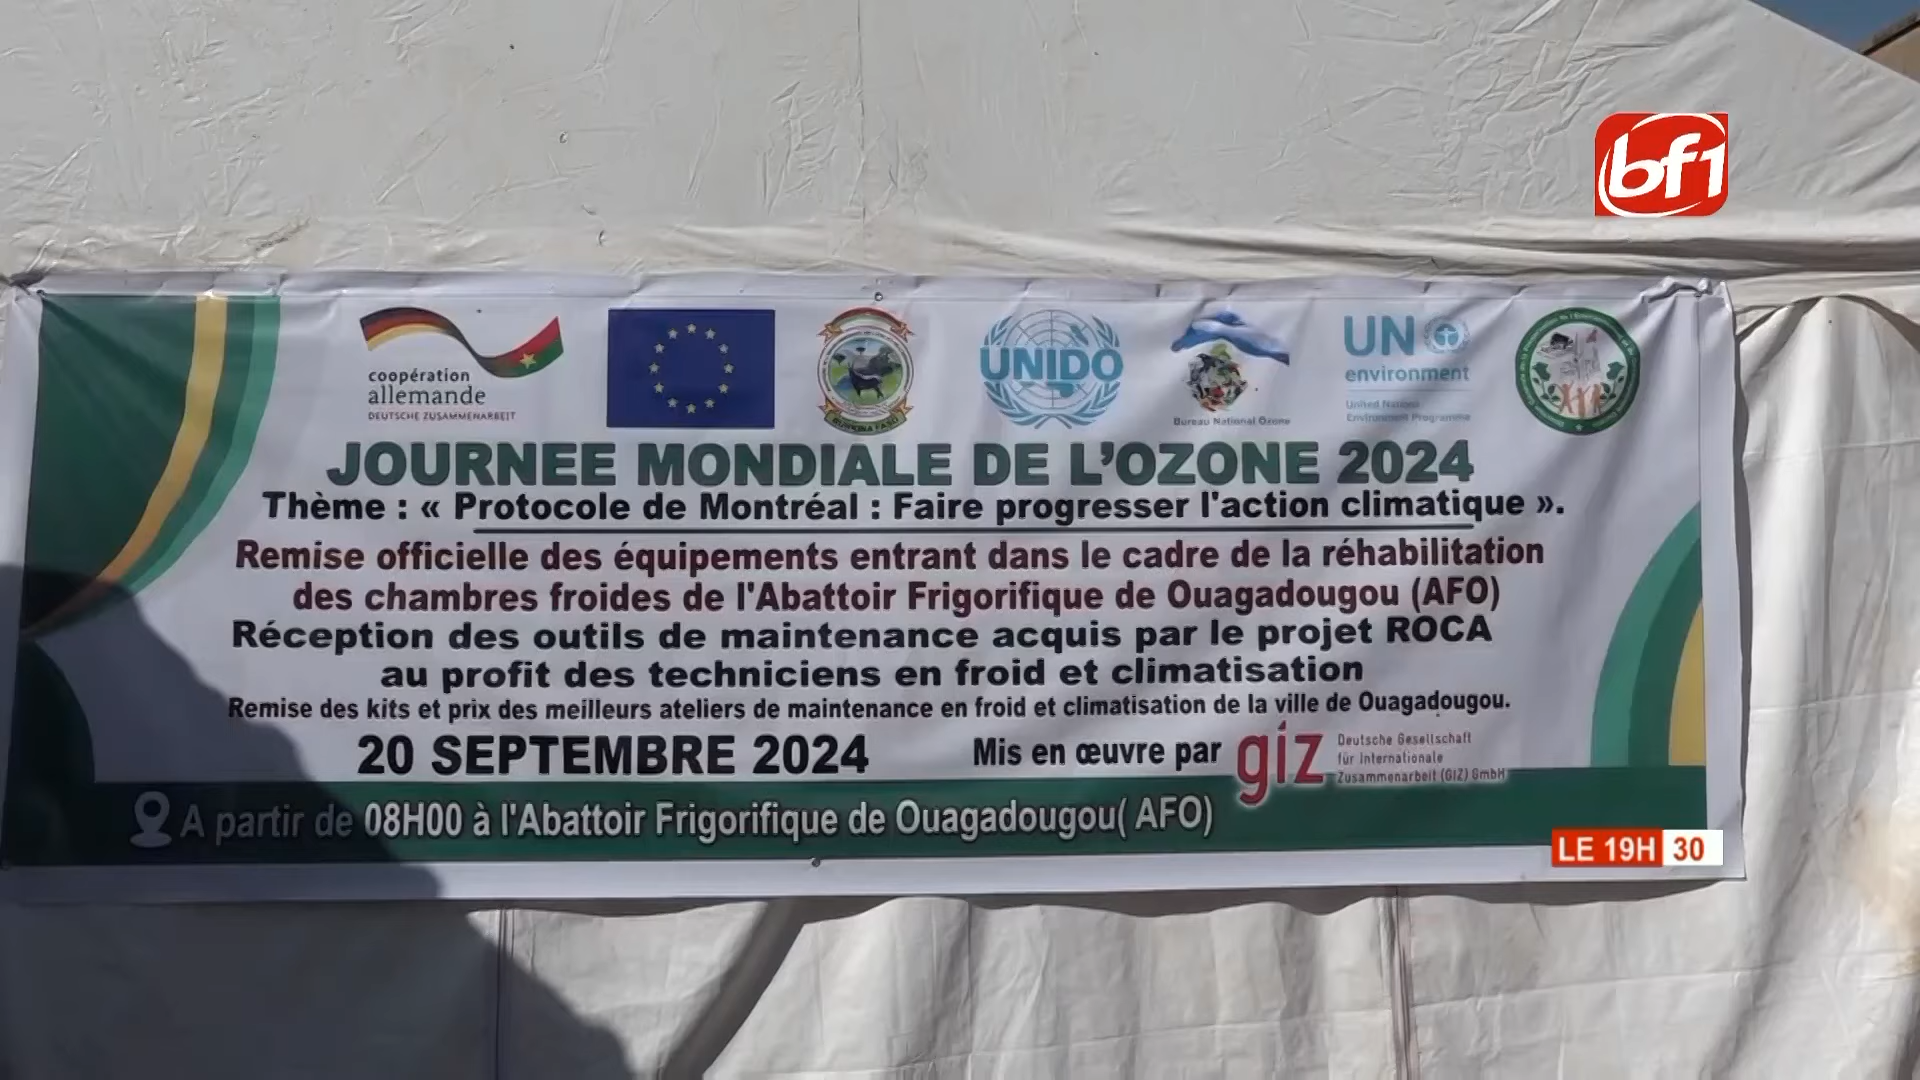 bf1
coopération
allemande
DEUTSCHE ZUSAMMENARBEIT
BURKINA FASO
UNIDO
Bureau National Ozone
UN
environment
United Nations
Environment Programme
JOURNEE MONDIALE DE L'OZONE 2024
Thème : « Protocole de Montréal : Faire progresser l'action climatique ».
Remise officielle des équipements entrant dans le cadre de la réhabilitation
des chambres froides de l'Abattoir Frigorifique de Ouagadougou (AFO)
Réception des outils de maintenance acquis par le projet ROCA
au profit des techniciens en froid et climatisation
Remise des kits et prix des meilleurs ateliers de maintenance en froid et climatisation de la ville de Ouagadougou.
20 SEPTEMBRE 2024
Mis en œuvre par
giz
Deutsche Gesellschaft
für Internationale
Zusammenarbeit (GIZ) GmbH
A partir de 08H00 à l'Abattoir Frigorifique de Ouagadougou( AFO)
LE 19H 30